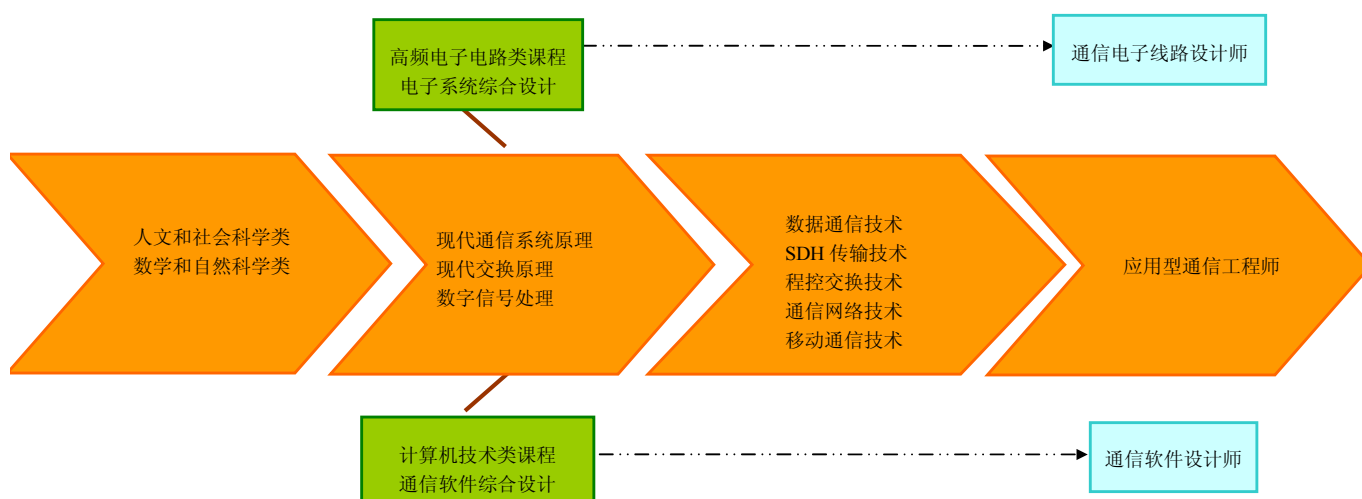 高频电子电路类课程
电子系统综合设计
通信电子线路设计师
人文和社会科学类
数学和自然科学类
现代通信系统原理
现代交换原理
数字信号处理
数据通信技术
SDH 传输技术
程控交换技术
通信网络技术
移动通信技术
应用型通信工程师
计算机技术类课程
通信软件综合设计
通信软件设计师